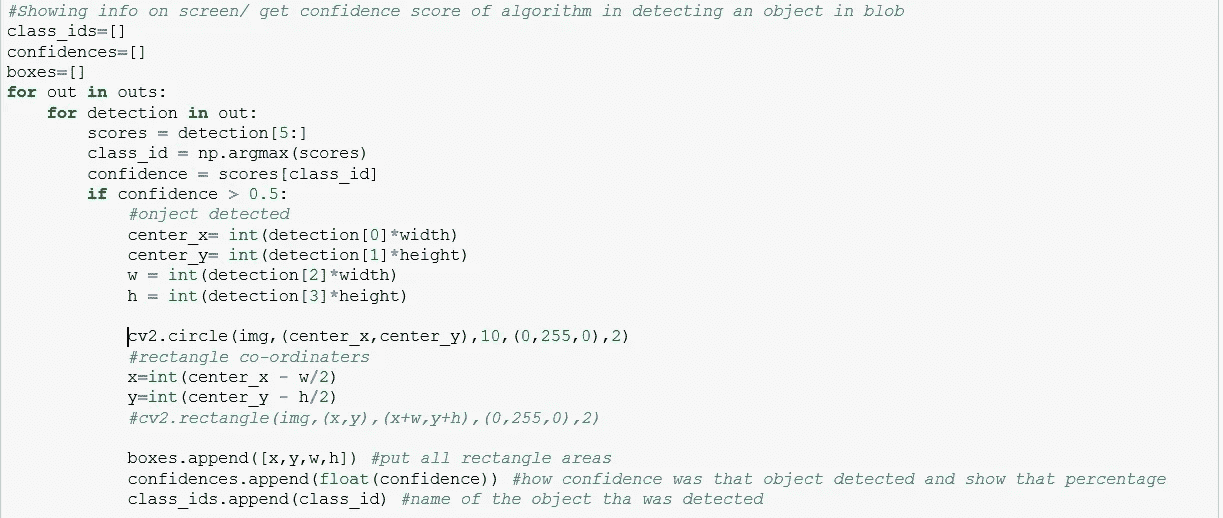 #Showing info on screen/ get confidence score of algorithm in detecting an object in blob
class_ids=[]
confidences=[]
boxes=[]
for out in outs:
    for detection in out:
        scores = detection[5:]
        class_id = np.argmax(scores)
        confidence = scores[class_id]
        if confidence > 0.5:
            #onject detected
            center_x= int(detection[0]*width)
            center_y= int(detection[1]*height)
            w = int(detection[2]*width)
            h = int(detection[3]*height)

            cv2.circle(img,(center_x,center_y),10,(0,255,0),2)
            #rectangle co-ordinaters
            x=int(center_x - w/2)
            y=int(center_y - h/2)
            #cv2.rectangle(img,(x,y),(x+w,y+h),(0,255,0),2)

            boxes.append([x,y,w,h]) #put all rectangle areas
            confidences.append(float(confidence)) #how confidence was that object detected and show that percentage
            class_ids.append(class_id) #name of the object tha was detected